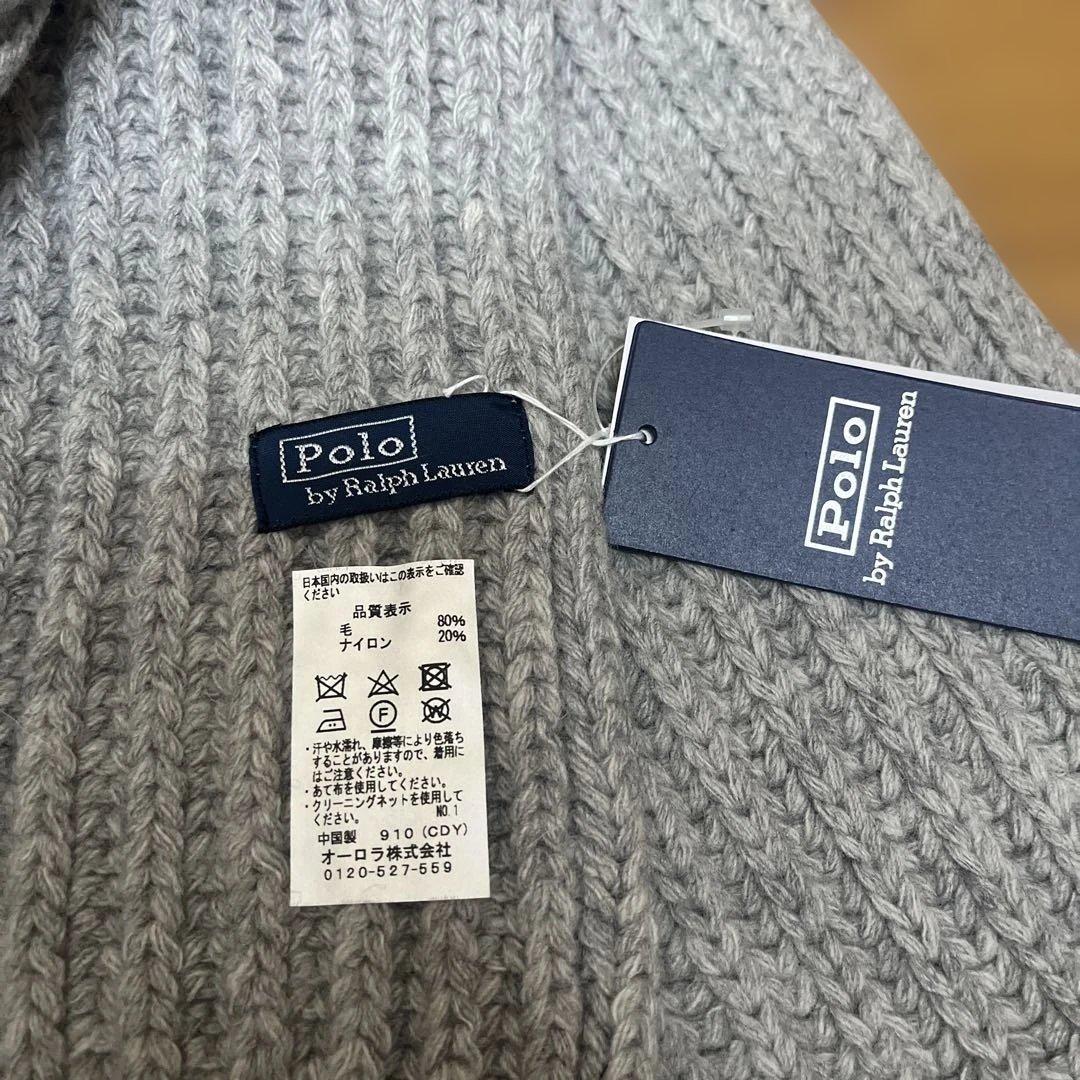 Polo
by Ralph Lauren
Polo
by Ralph Lauren
日本国内の取扱いはこの表示をご確認
ください
品質表示
毛 80%
ナイロン 20%
F
W
・汗や水濡れ、摩擦等により色落ち
することがありますので、着用に
はご注意ください。
・あて布を使用してください。
・クリーニングネットを使用して
ください。 NO.1
中国製 910(CDY)
オーロラ株式会社
0120-527-559